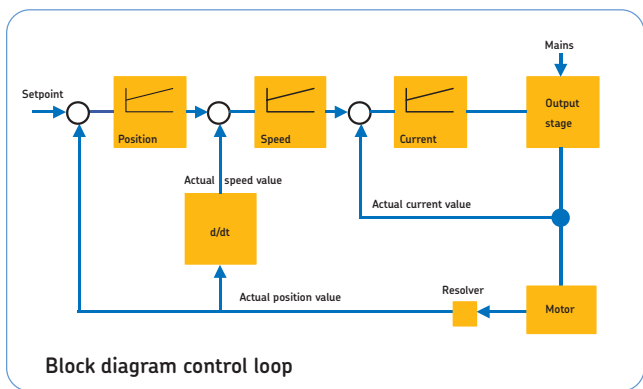 Mains
Setpoint
Output
stage
Position
Speed
Current
Actual speed value
Actual current value
d/dt
Resolver
Actual position value
Motor
Block diagram control loop